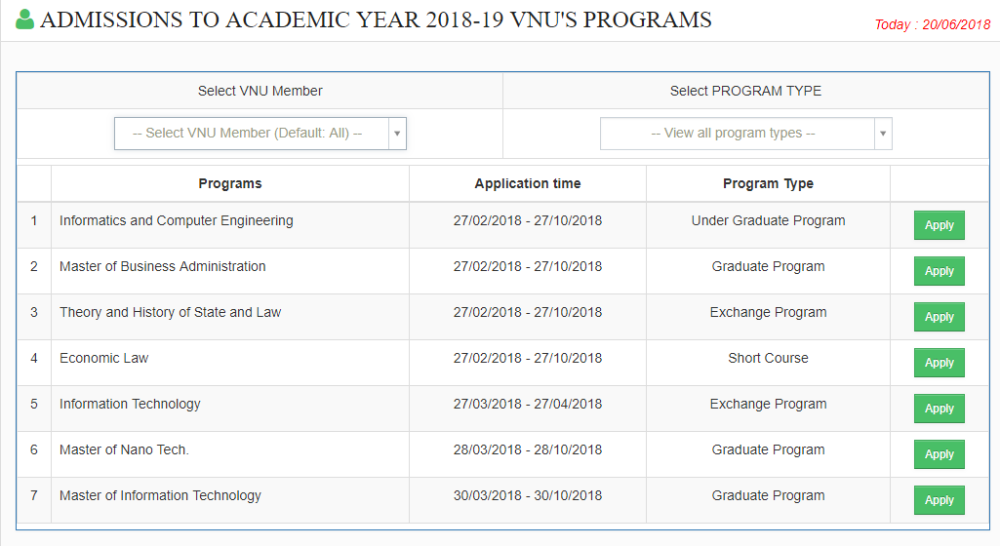 ADMISSIONS TO ACADEMIC YEAR 2018-19 VNU'S PROGRAMS
Today : 20/06/2018
Select VNU Member Select PROGRAM TYPE
-- Select VNU Member (Default: All) -- -- View all program types --
Programs Application time Program Type
1 Informatics and Computer Engineering 27/02/2018 - 27/10/2018 Under Graduate Program Apply
2 Master of Business Administration 27/02/2018 - 27/10/2018 Graduate Program Apply
3 Theory and History of State and Law 27/02/2018 - 27/10/2018 Exchange Program Apply
4 Economic Law 27/02/2018 - 27/10/2018 Short Course Apply
5 Information Technology 27/03/2018 - 27/04/2018 Exchange Program Apply
6 Master of Nano Tech. 28/03/2018 - 28/10/2018 Graduate Program Apply
7 Master of Information Technology 30/03/2018 - 30/10/2018 Graduate Program Apply